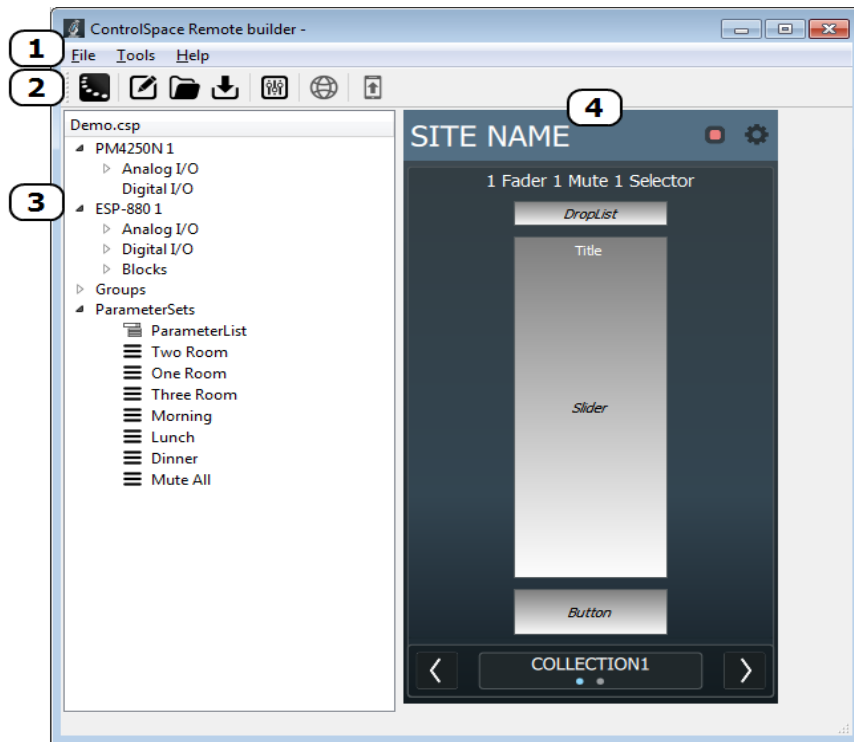 ControlSpace Remote builder -
1
File Tools Help
2
Demo.csp
PM4250N 1
Analog I/O
Digital I/O
3
ESP-880 1
Analog I/O
Digital I/O
Blocks
Groups
ParameterSets
ParameterList
Two Room
One Room
Three Room
Morning
Lunch
Dinner
Mute All
4
SITE NAME
1 Fader 1 Mute 1 Selector
DropList
Title
Slider
Button
COLLECTION1